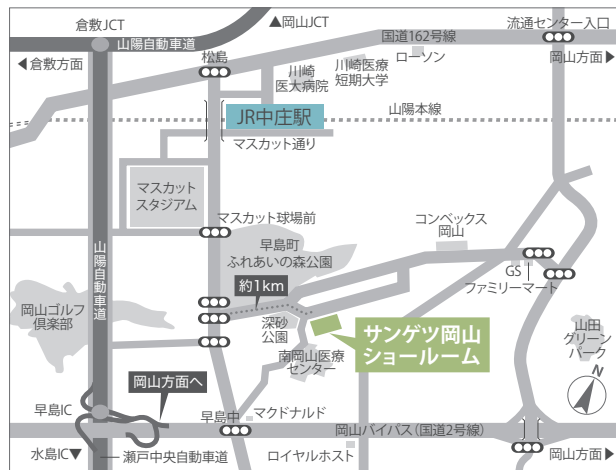 倉敷JCT
▲岡山JCT
流通センター入口
山陽自動車道
国道162号線
◀倉敷方面
松島
ローソン
岡山方面▶
川崎
医大病院
川崎医療
短期大学
JR中庄駅
山陽本線
マスカット通り
マスカット
スタジアム
マスカット球場前
コンベックス
岡山
早島町
ふれあいの森公園
山陽自動車道
GS
ファミリーマート
約1km
岡山ゴルフ
倶楽部
深砂
公園
サンゲツ岡山
ショールーム
山田
グリーン
パーク
南岡山医療
センター
N
岡山方面へ
早島IC
早島中
マクドナルド
岡山バイパス(国道2号線)
水島IC▼
瀬戸中央自動車道
ロイヤルホスト
岡山方面▶